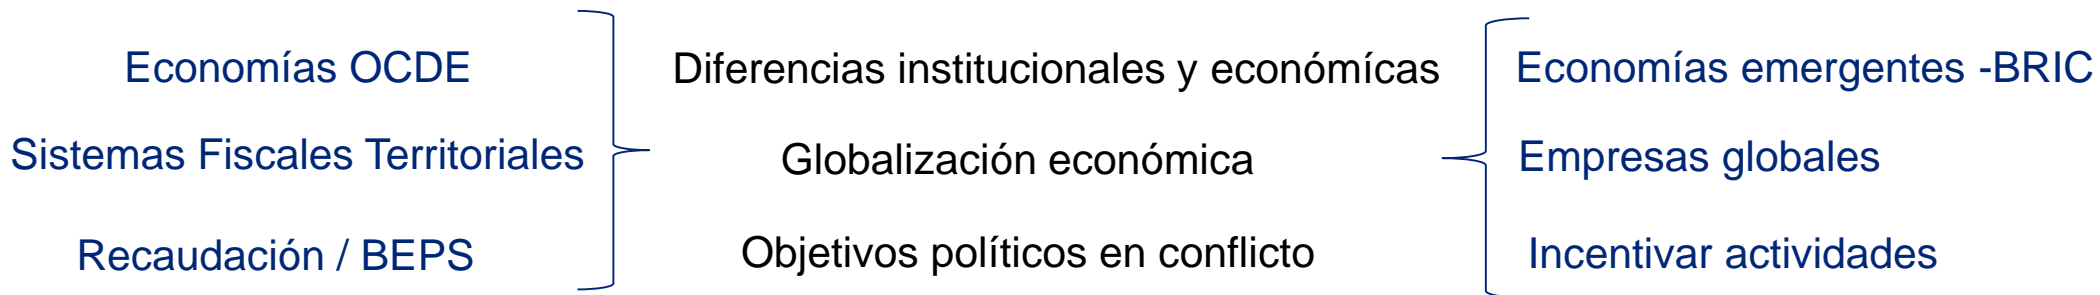 Economías OCDE
Diferencias institucionales y económícas
Economías emergentes -BRIC
Sistemas Fiscales Territoriales
Globalización económica
Empresas globales
Recaudación / BEPS
Objetivos políticos en conflicto
Incentivar actividades